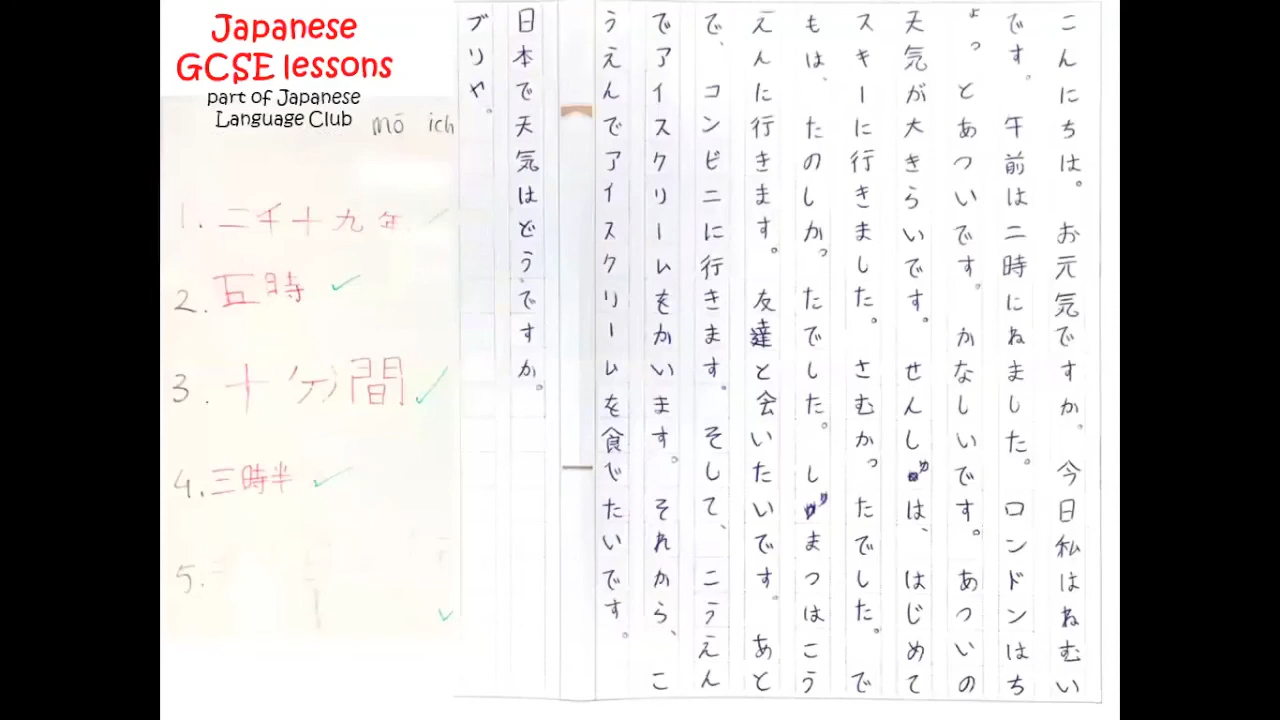 Japanese
GCSE lessons
part of Japanese
Language Club
mō ich
1. 二千十九年
2. 五時
3. 十分間
4. 三時半
5.
こんにちは。お元気ですか。今日私はねむい
です。午前は二時にねました。ロンドンはち
ょっとあついです。かなしいです。あついの
天気が大きらいです。は、はじめて
スキーに行きました。さむかったでした。で
もは、たのしかったでした。まつはこう
えんに行きます。友達と会いたいです。あと
で、コンビニに行きます。そして、こうえん
でアイスクリームをかいます。それから、こ
うえんでアイスクリームを食でたいです。
日本で天気はどうですか。
ブリヤ。